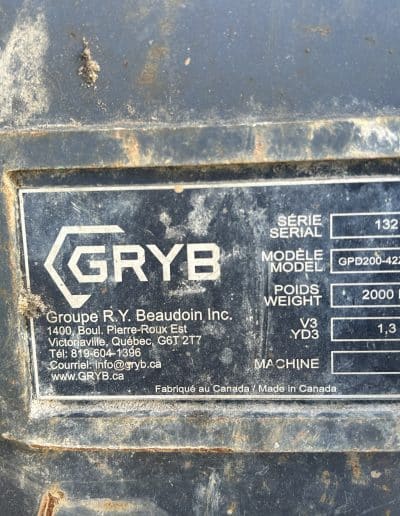 GRYB
Groupe R.Y. Beaudoin Inc.
1400, Boul. Pierre-Roux Est
Victoriaville, Québec, G6T 2T7
Tél: 819-604-1396
Courriel: info@gryb.ca
www.GRYB.ca
SÉRIE
SERIAL
132
MODÈLE
MODEL
GPD200-42
POIDS
WEIGHT
2000
V3
YD3
1,3
MACHINE
Fabriqué au Canada / Made in Canada